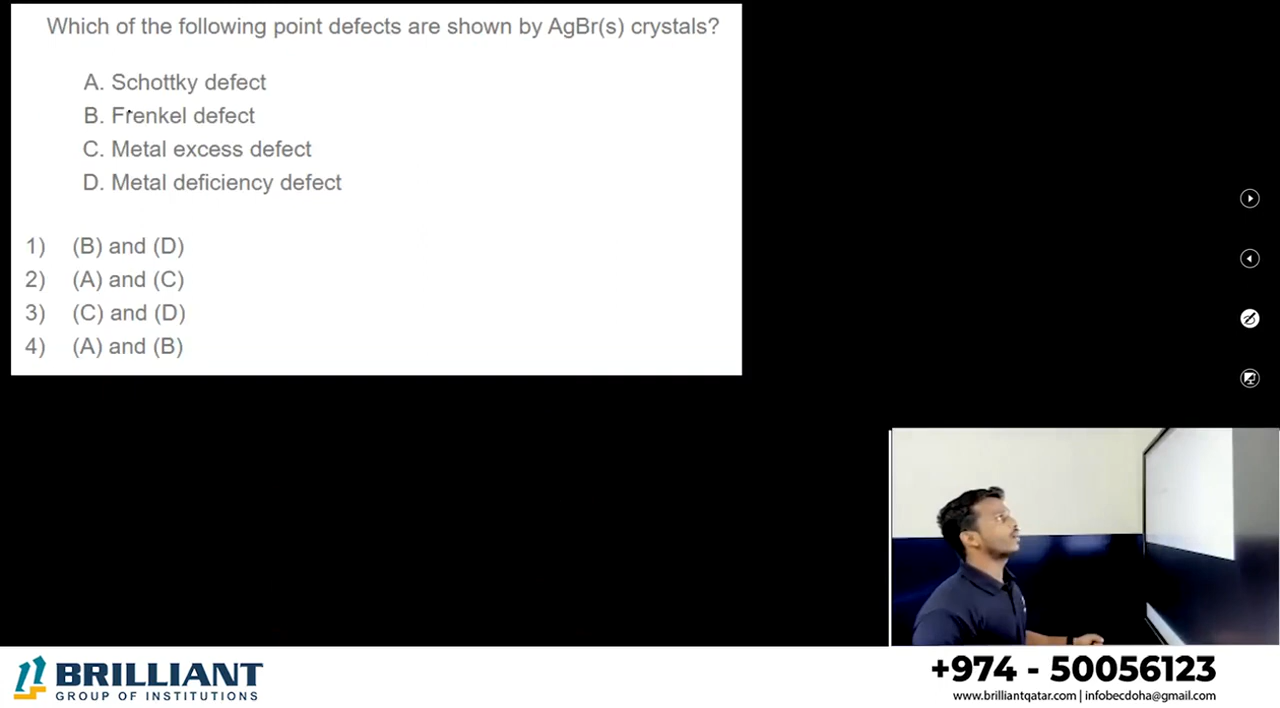 Which of the following point defects are shown by AgBr(s) crystals?
A. Schottky defect
B. Frenkel defect
C. Metal excess defect
D. Metal deficiency defect
1) (B) and (D)
2) (A) and (C)
3) (C) and (D)
4) (A) and (B)
BRILLIANT
GROUP OF INSTITUTIONS
+974 - 50056123
www.brilliantqatar.com | infobecdoha@gmail.com